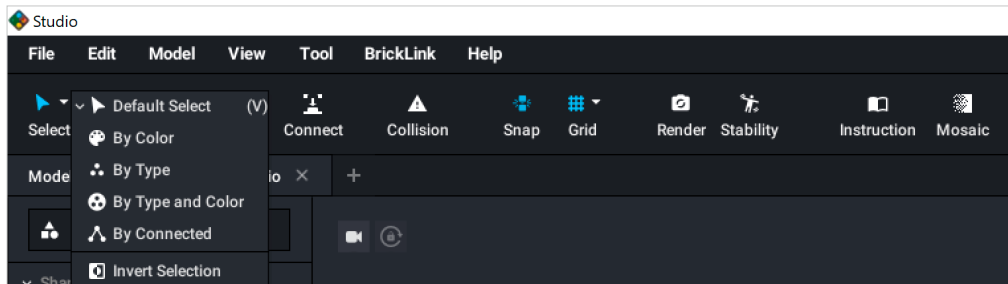 Studio
File Edit Model View Tool BrickLink Help
Select Connect Collision Snap Grid Render Stability Instruction Mosaic
Default Select (V)
By Color
By Type
By Type and Color
By Connected
Invert Selection